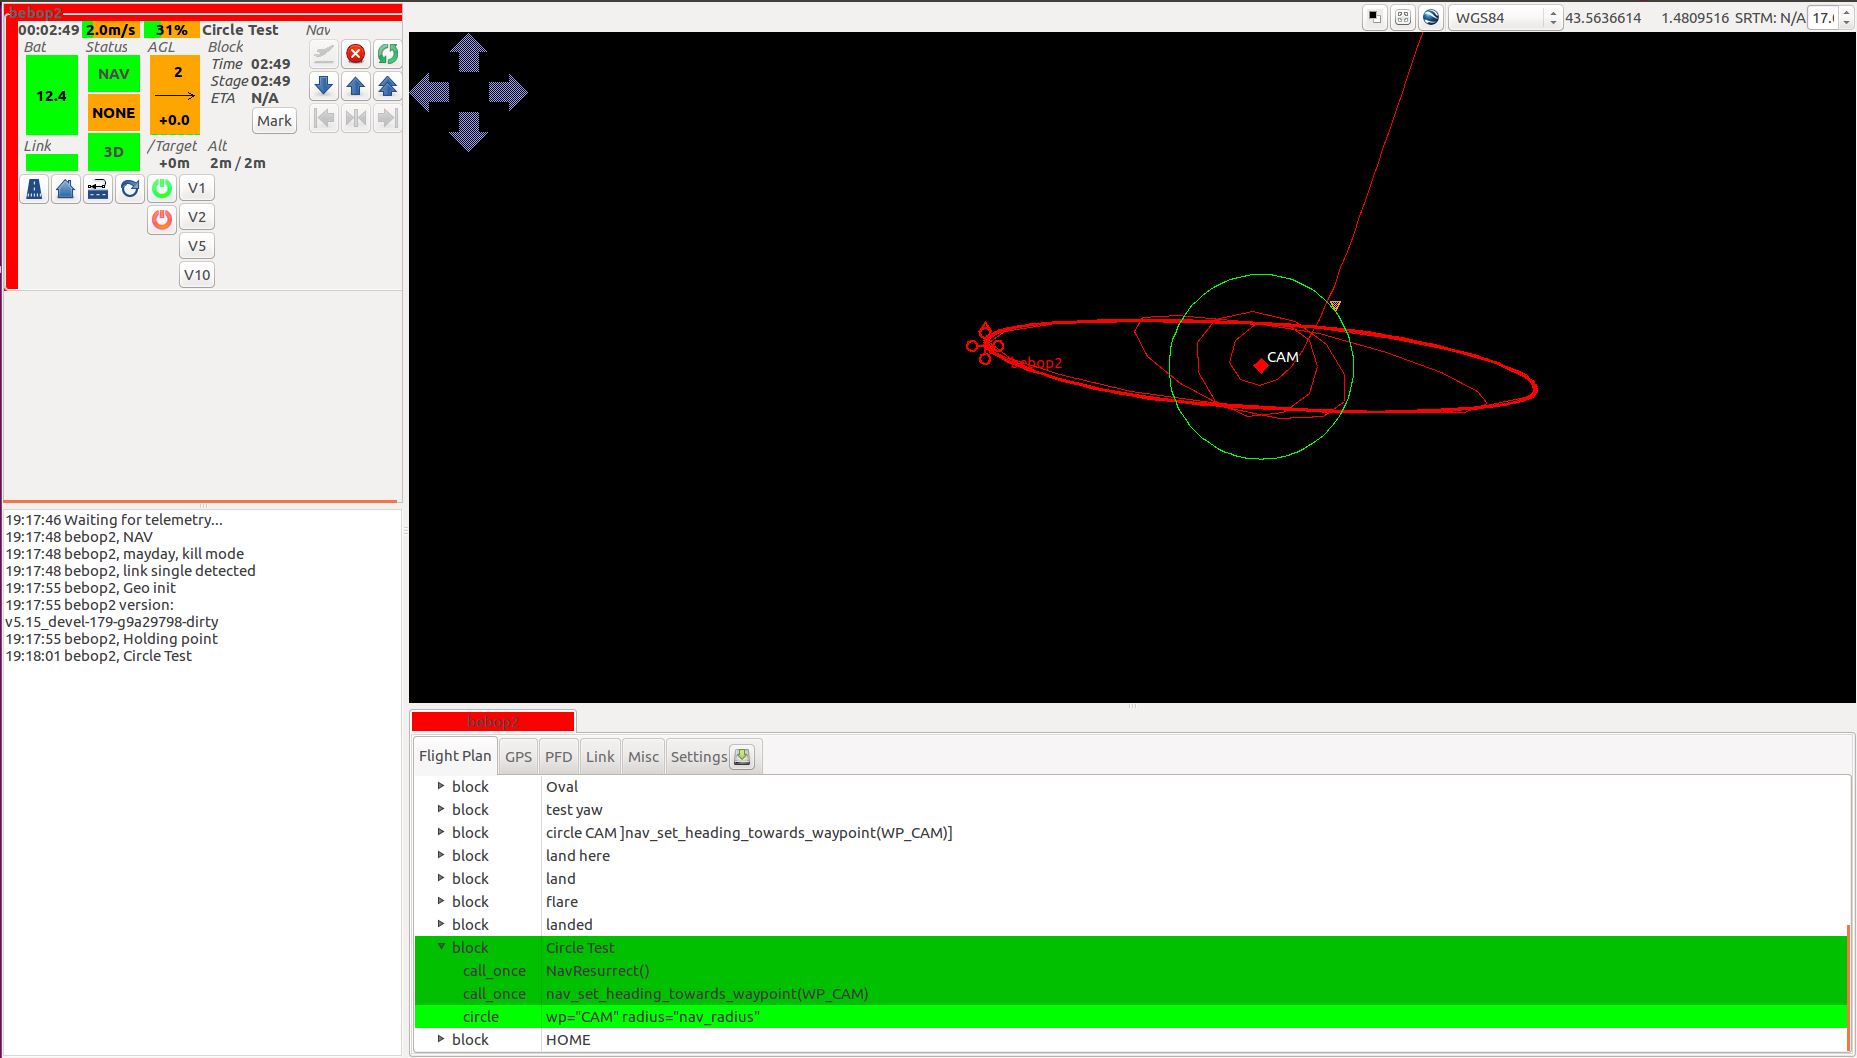 bebop2
00:02:49 2.0m/s 31% Circle Test Nav
Bat Status AGL Block
Time 02:49
Stage 02:49
ETA N/A
12.4 NAV 2
NONE +0.0 Mark
Link 3D /Target Alt
+0m 2m / 2m
V1
V2
V5
V10
19:17:46 Waiting for telemetry...
19:17:48 bebop2, NAV
19:17:48 bebop2, mayday, kill mode
19:17:48 bebop2, link single detected
19:17:55 bebop2, Geo init
19:17:55 bebop2 version:
v5.15_devel-179-g9a29798-dirty
19:17:55 bebop2, Holding point
19:18:01 bebop2, Circle Test
WGS84 43.5636614 1.4809516 SRTM: N/A
CAM
bebop2
bebop2
Flight Plan GPS PFD Link Misc Settings
block Oval
block test yaw
block circle CAM ]nav_set_heading_towards_waypoint(WP_CAM)]
block land here
block land
block flare
block landed
block Circle Test
call_once NavResurrect()
call_once nav_set_heading_towards_waypoint(WP_CAM)
circle wp="CAM" radius="nav_radius"
block HOME